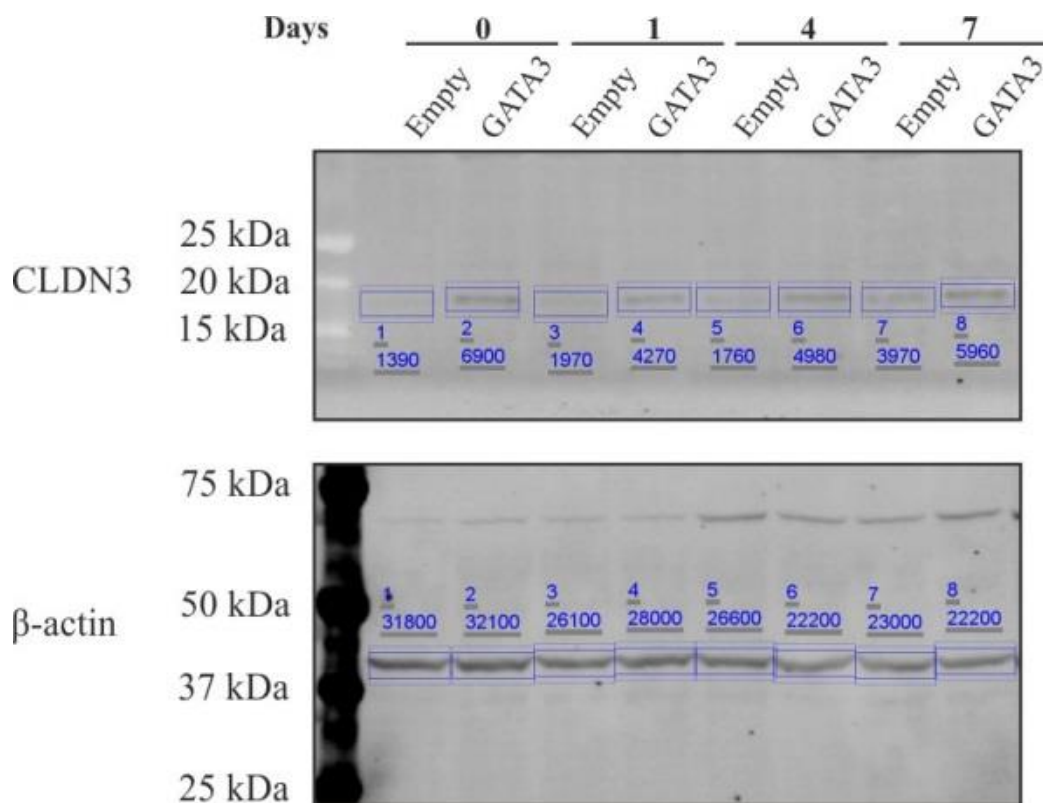 Days 0 1 4 7
Empty GATA3 Empty GATA3 Empty GATA3 Empty GATA3
25 kDa
CLDN3 20 kDa
15 kDa
1 2 3 4 5 6 7 8
1390 6900 1970 4270 1760 4980 3970 5960
75 kDa
1 2 3 4 5 6 7 8
50 kDa
31800 32100 26100 28000 26600 22200 23000 22200
β-actin
37 kDa
25 kDa